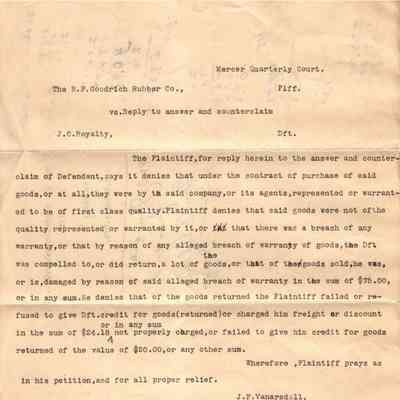 Mercer Quarterly Court.
The B.F.Goodrich Rubber Co., Plff.
vs.Reply to answer and counterclaim
J.C.Royalty, Dft.
The Plaintiff,for reply herein to the answer and counter-
claim of Defendant,says it denies that under the contract of purchase of said
goods,or at all,they were by th said company,or its agents,represented or warrant-
ed to be of first class quality.Plaintiff denies that said goods were not ofthe
quality represented or warranted by it,or that there was a breach of any
warranty,or that by reason of any alleged breach of warranty of goods,the Dft
the
was compelled to,or did return,a lot of goods,or that of goods sold,he was,
or is,damaged by reason of said alleged breach of warranty in the sum of $75.00,
or in any sum.He denies that of the goods returned the Plaintiff failed or re-
fused to give Dft.credit for goods(returned)or charged him freight or discount
or in any sum
in the sum of $24.18 not properly charged,or failed to give him credit for goods
returned of the value of $20.00,or any other sum.
Wherefore ,Plaintiff prays as
in his petition,and for all proper relief.
J.F.Vanarsdall,